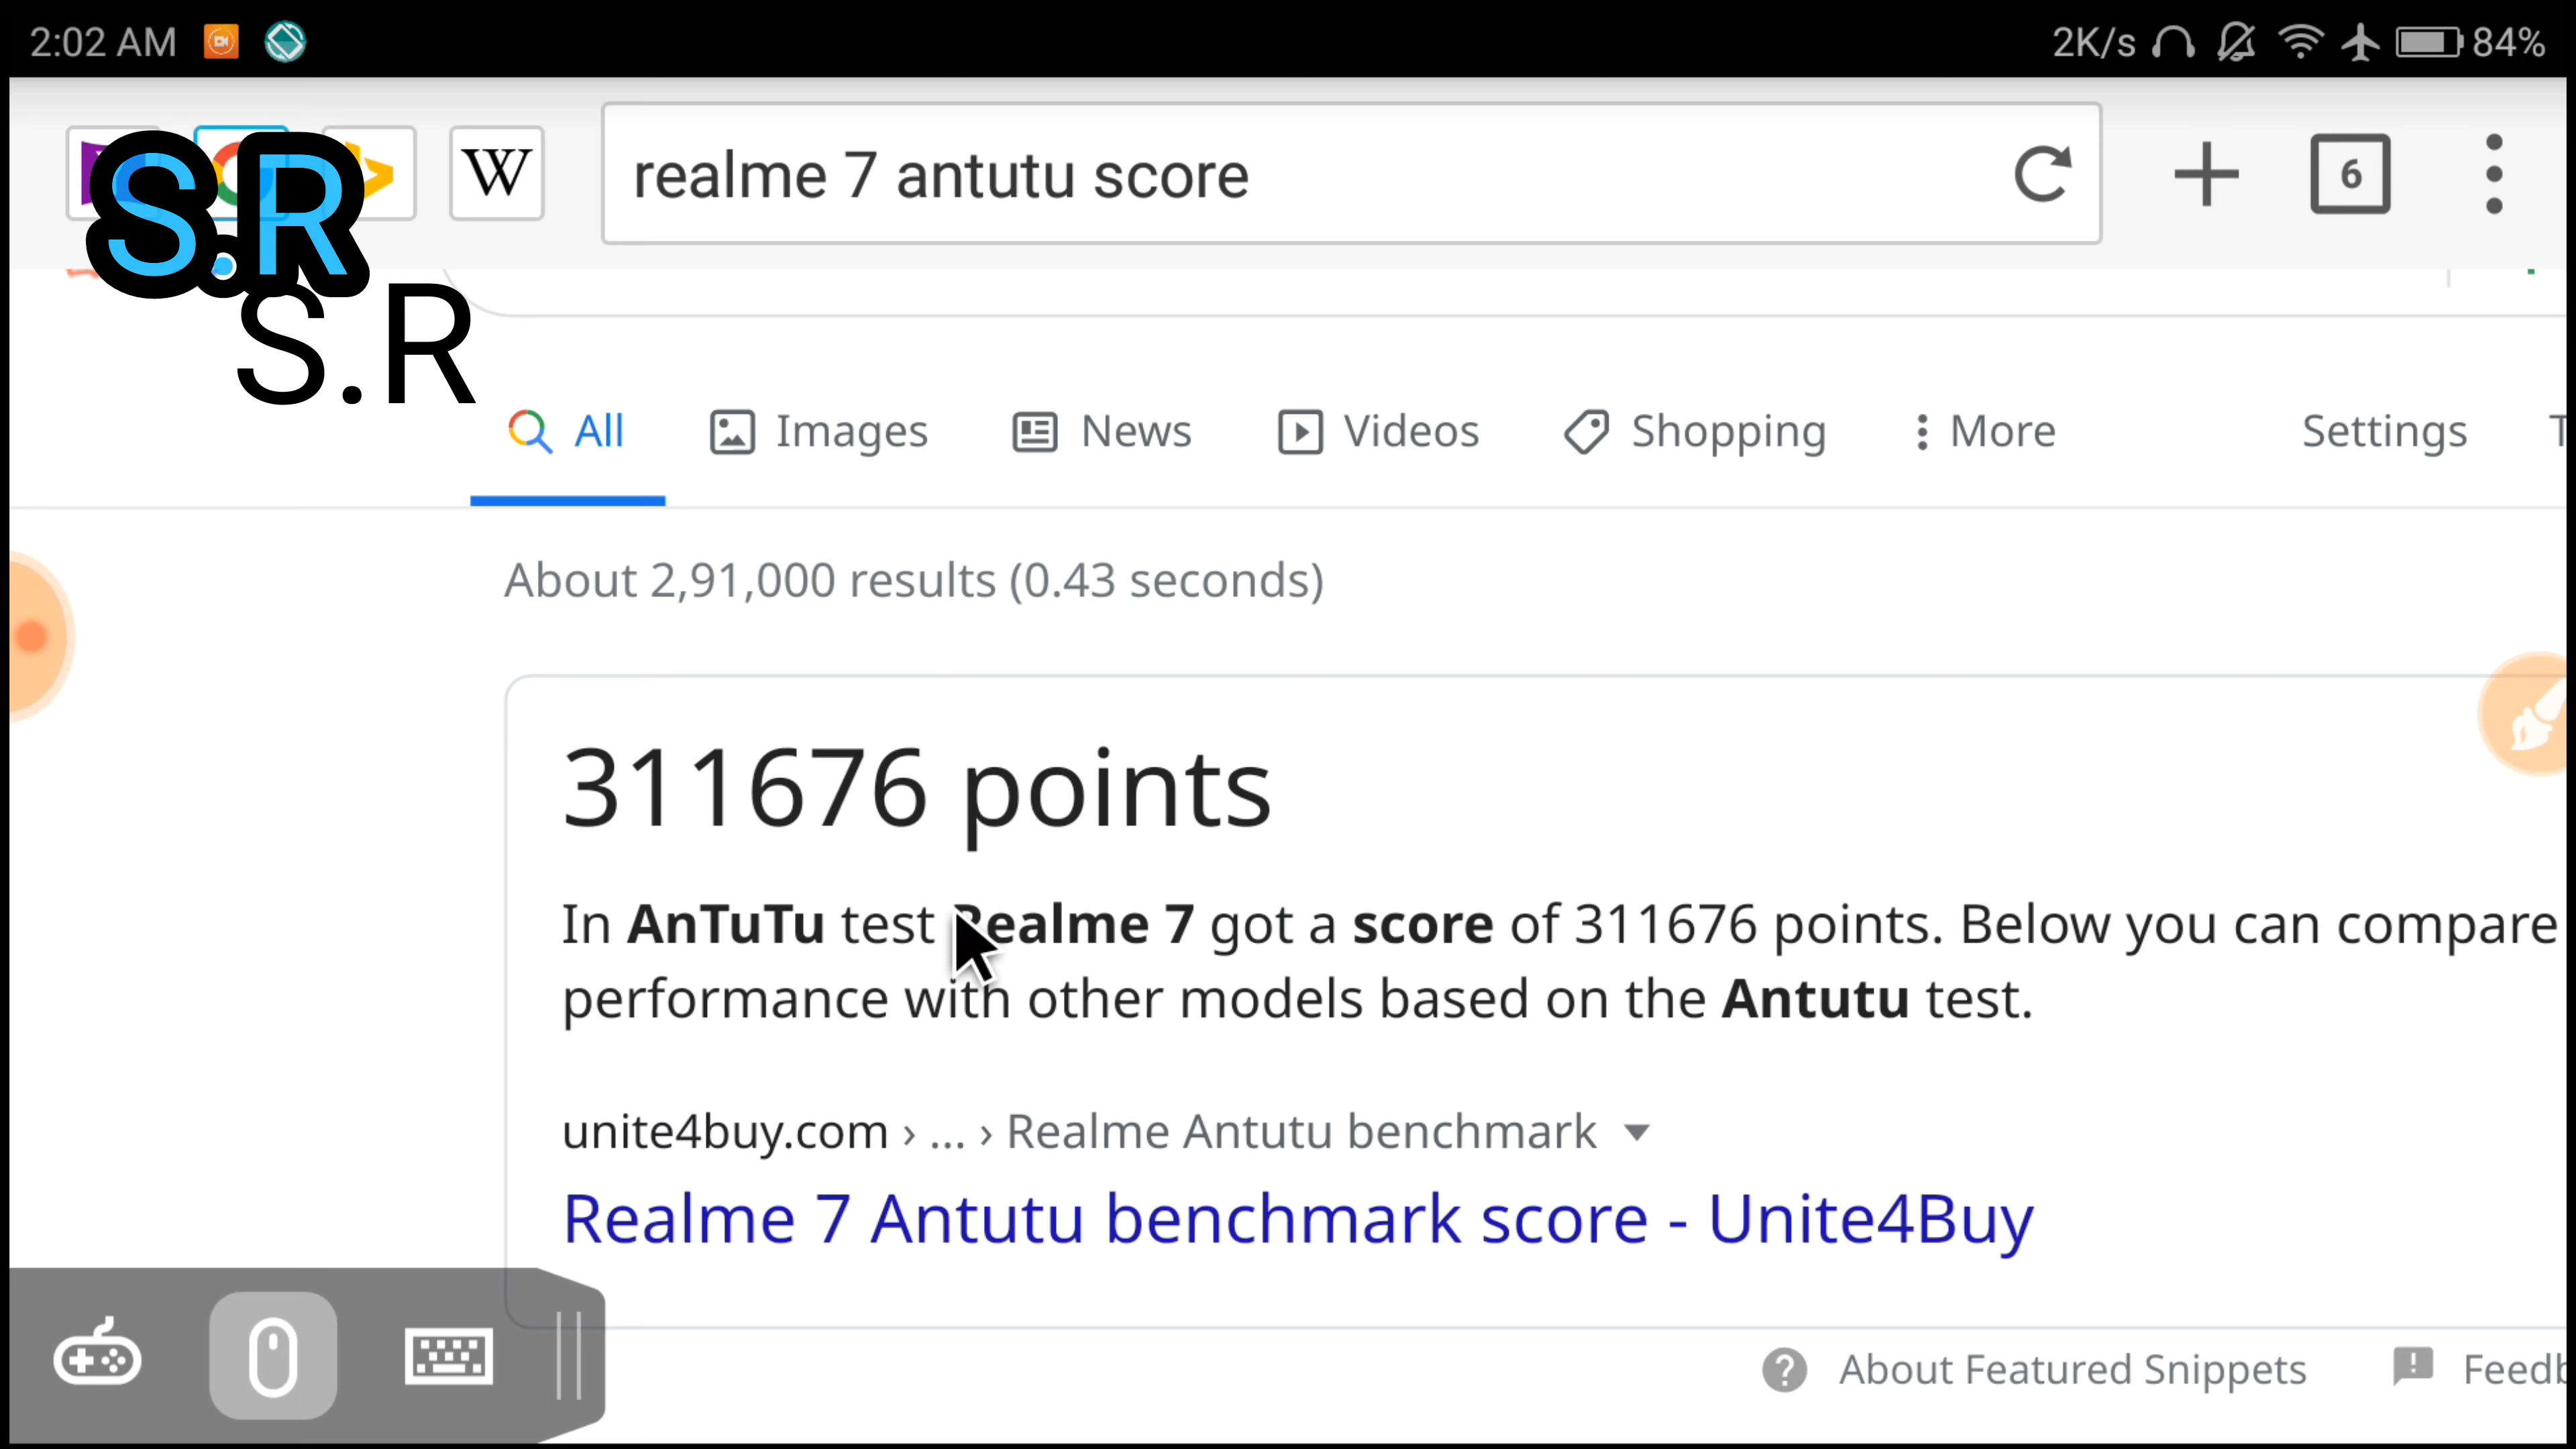 2:02 AM
2K/s 84%
S.R
S.R
W
realme 7 antutu score
6
All Images News Videos Shopping More Settings
About 2,91,000 results (0.43 seconds)
311676 points
In AnTuTu test Realme 7 got a score of 311676 points. Below you can compare
performance with other models based on the Antutu test.
unite4buy.com › ... › Realme Antutu benchmark
Realme 7 Antutu benchmark score - Unite4Buy
About Featured Snippets